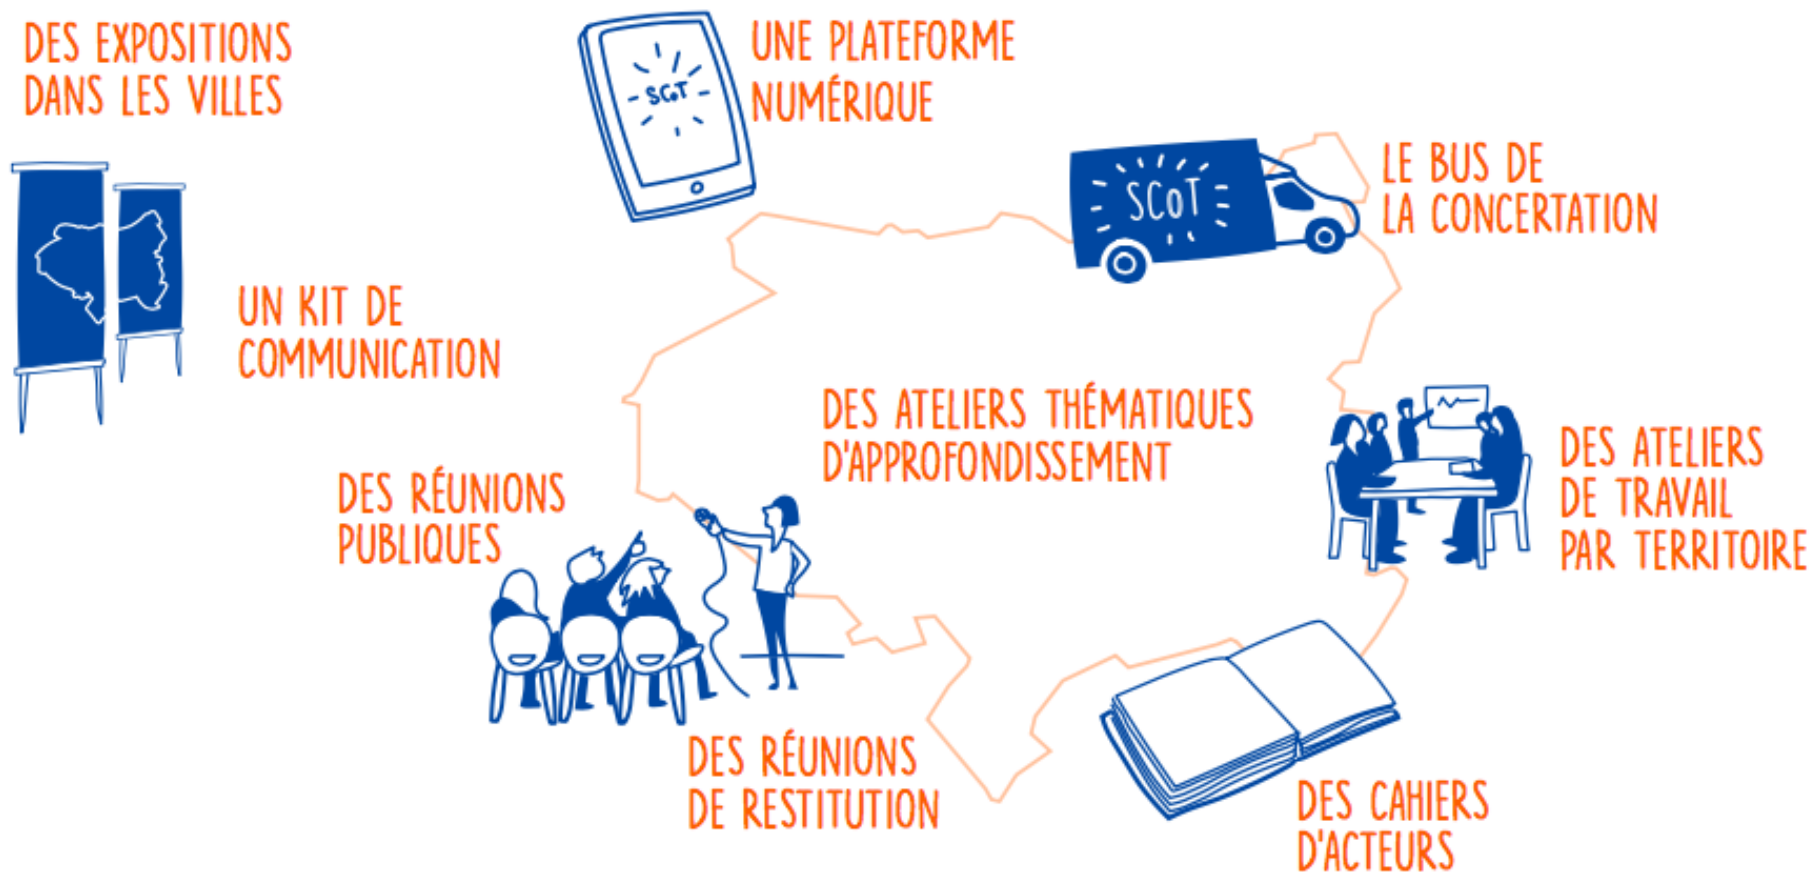 DES EXPOSITIONS
DANS LES VILLES
UNE PLATEFORME
NUMÉRIQUE
SCoT
LE BUS DE
LA CONCERTATION
SCoT
UN KIT DE
COMMUNICATION
DES ATELIERS THÉMATIQUES
D'APPROFONDISSEMENT
DES ATELIERS
DE TRAVAIL
PAR TERRITOIRE
DES RÉUNIONS
PUBLIQUES
DES RÉUNIONS
DE RESTITUTION
DES CAHIERS
D'ACTEURS